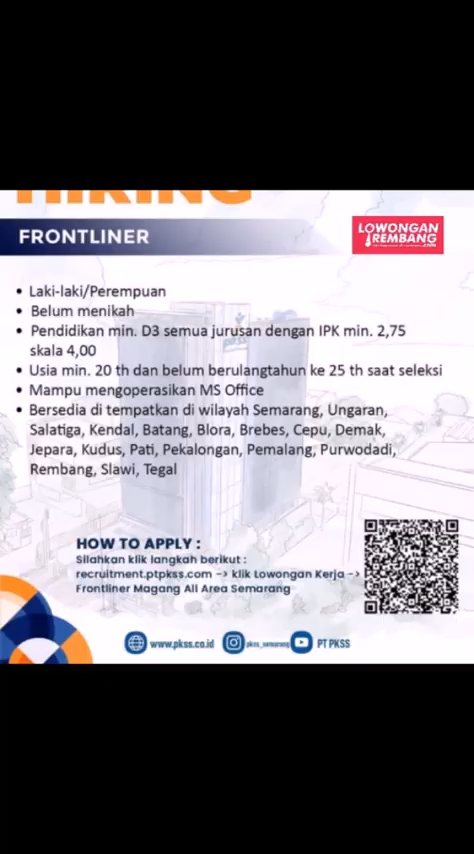 HIRING
FRONTLINER
LOWONGAN
REMBANG
• Laki-laki/Perempuan
• Belum menikah
• Pendidikan min. D3 semua jurusan dengan IPK min. 2,75
skala 4,00
• Usia min. 20 th dan belum berulangtahun ke 25 th saat seleksi
• Mampu mengoperasikan MS Office
• Bersedia di tempatkan di wilayah Semarang, Ungaran,
Salatiga, Kendal, Batang, Blora, Brebes, Cepu, Demak,
Jepara, Kudus, Pati, Pekalongan, Pemalang, Purwodadi,
Rembang, Slawi, Tegal
HOW TO APPLY :
Silahkan klik langkah berikut :
recruitment.ptpkss.com -> klik Lowongan Kerja ->
Frontliner Magang All Area Semarang
www.pkss.co.id pkss_semarang PT PKSS